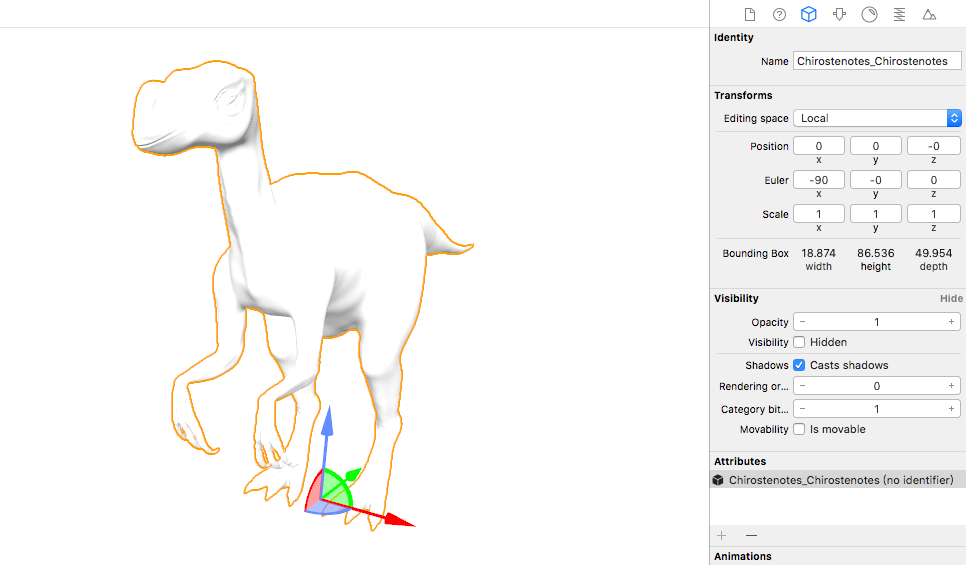 Identity
Name Chirostenotes_Chirostenotes
Transforms
Editing space Local
Position 0 0 -0
x y z
Euler -90 -0 0
x y z
Scale 1 1 1
x y z
Bounding Box 18.874 86.536 49.954
width height depth
Visibility Hide
Opacity − 1 +
Visibility Hidden
Shadows Casts shadows
Rendering or... − 0 +
Category bit... − 1 +
Movability Is movable
Attributes
Chirostenotes_Chirostenotes (no identifier)
+ −
Animations